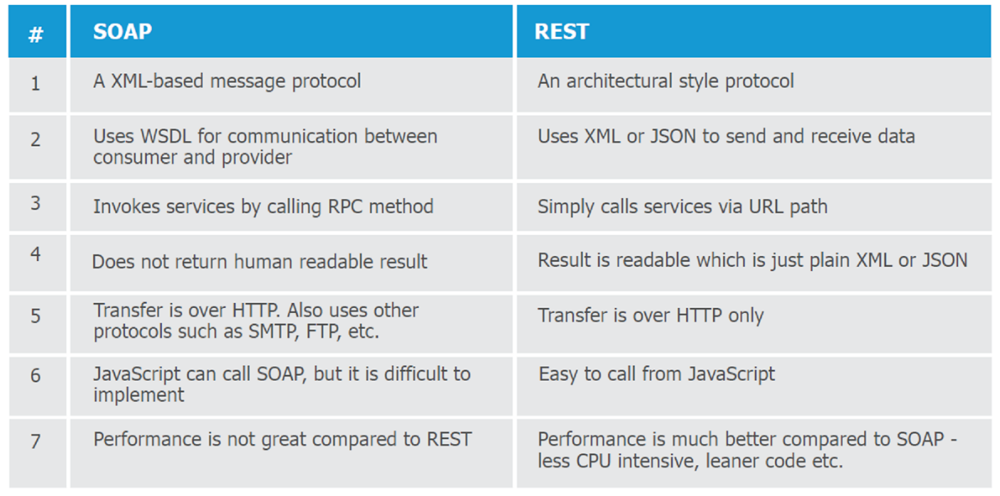 # SOAP REST
1 A XML-based message protocol An architectural style protocol
2 Uses WSDL for communication between Uses XML or JSON to send and receive data
consumer and provider
3 Invokes services by calling RPC method Simply calls services via URL path
4 Does not return human readable result Result is readable which is just plain XML or JSON
5 Transfer is over HTTP. Also uses other Transfer is over HTTP only
protocols such as SMTP, FTP, etc.
6 JavaScript can call SOAP, but it is difficult to Easy to call from JavaScript
implement
7 Performance is not great compared to REST Performance is much better compared to SOAP -
less CPU intensive, leaner code etc.